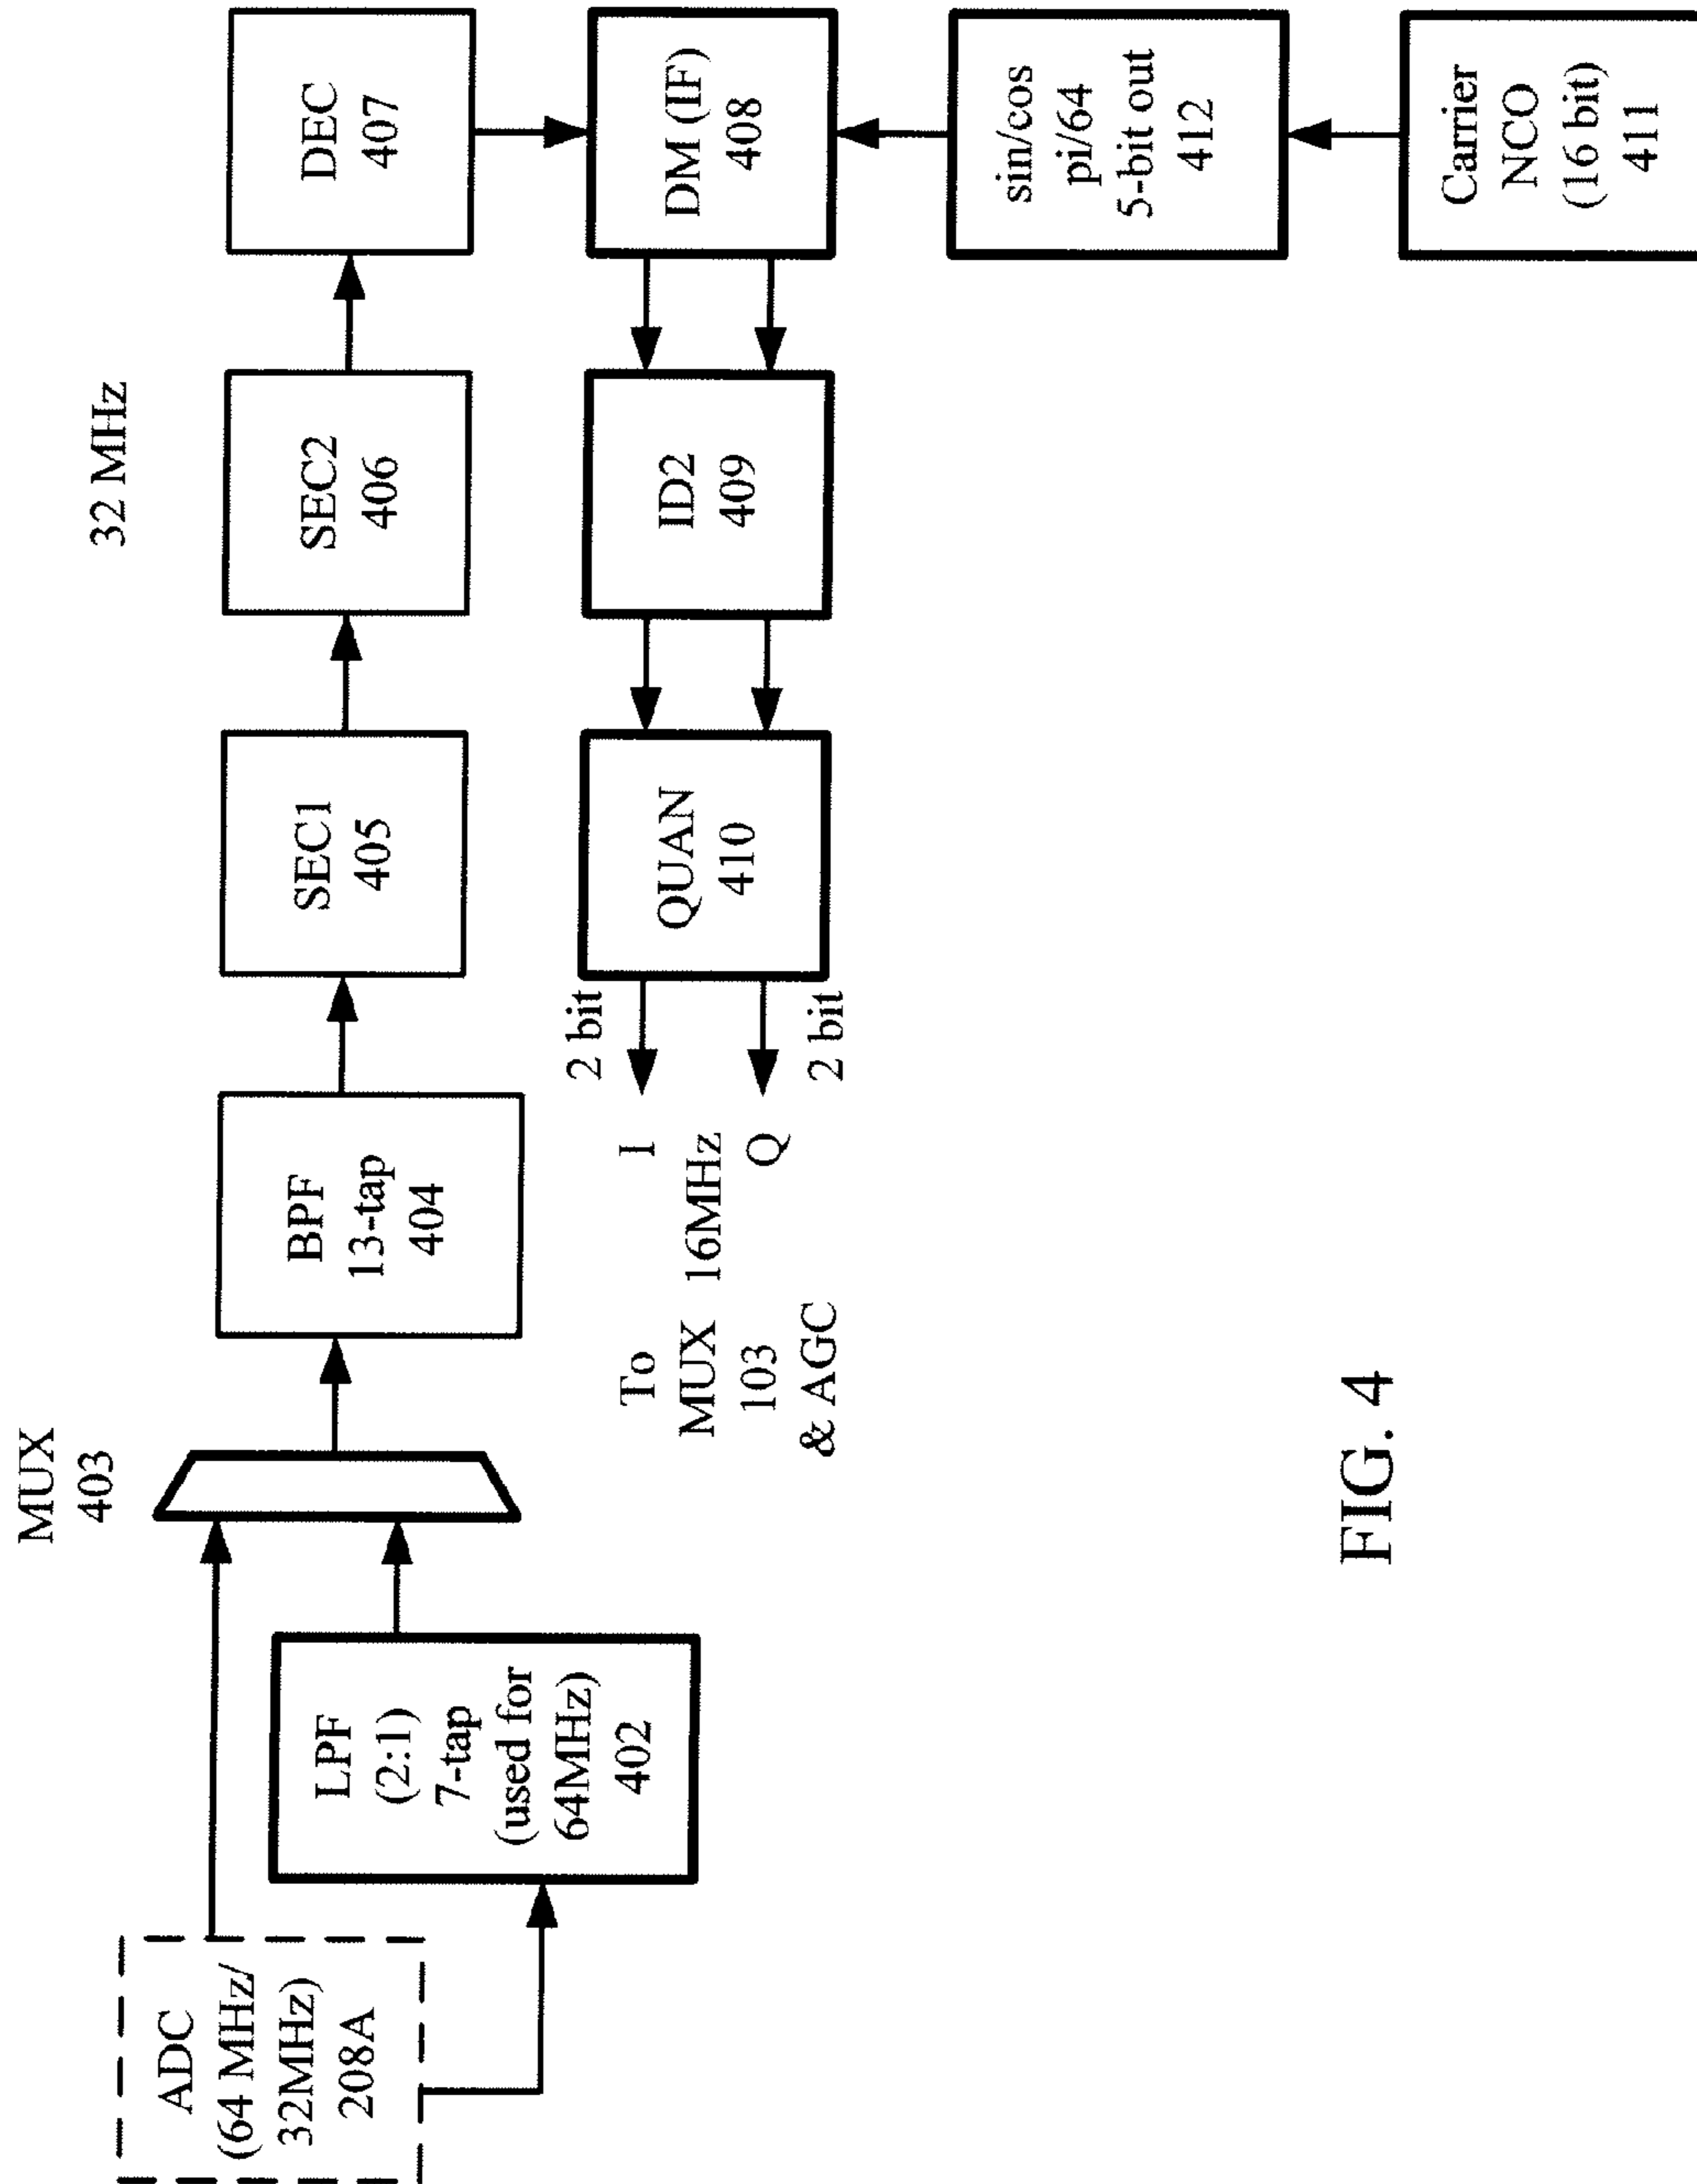 MUX
403
ADC
(64 MHz/
32MHz)
208A
LPF
(2:1)
7-tap
(used for
64MHz)
402
BPF
13-tap
404
SEC1
405
SEC2
406
32 MHz
DEC
407
DM (IF)
408
ID2
409
QUAN
410
2 bit
I
16MHz
Q
2 bit
To
MUX
103
& AGC
sin/cos
pi/64
5-bit out
412
Carrier
NCO
(16 bit)
411
FIG. 4